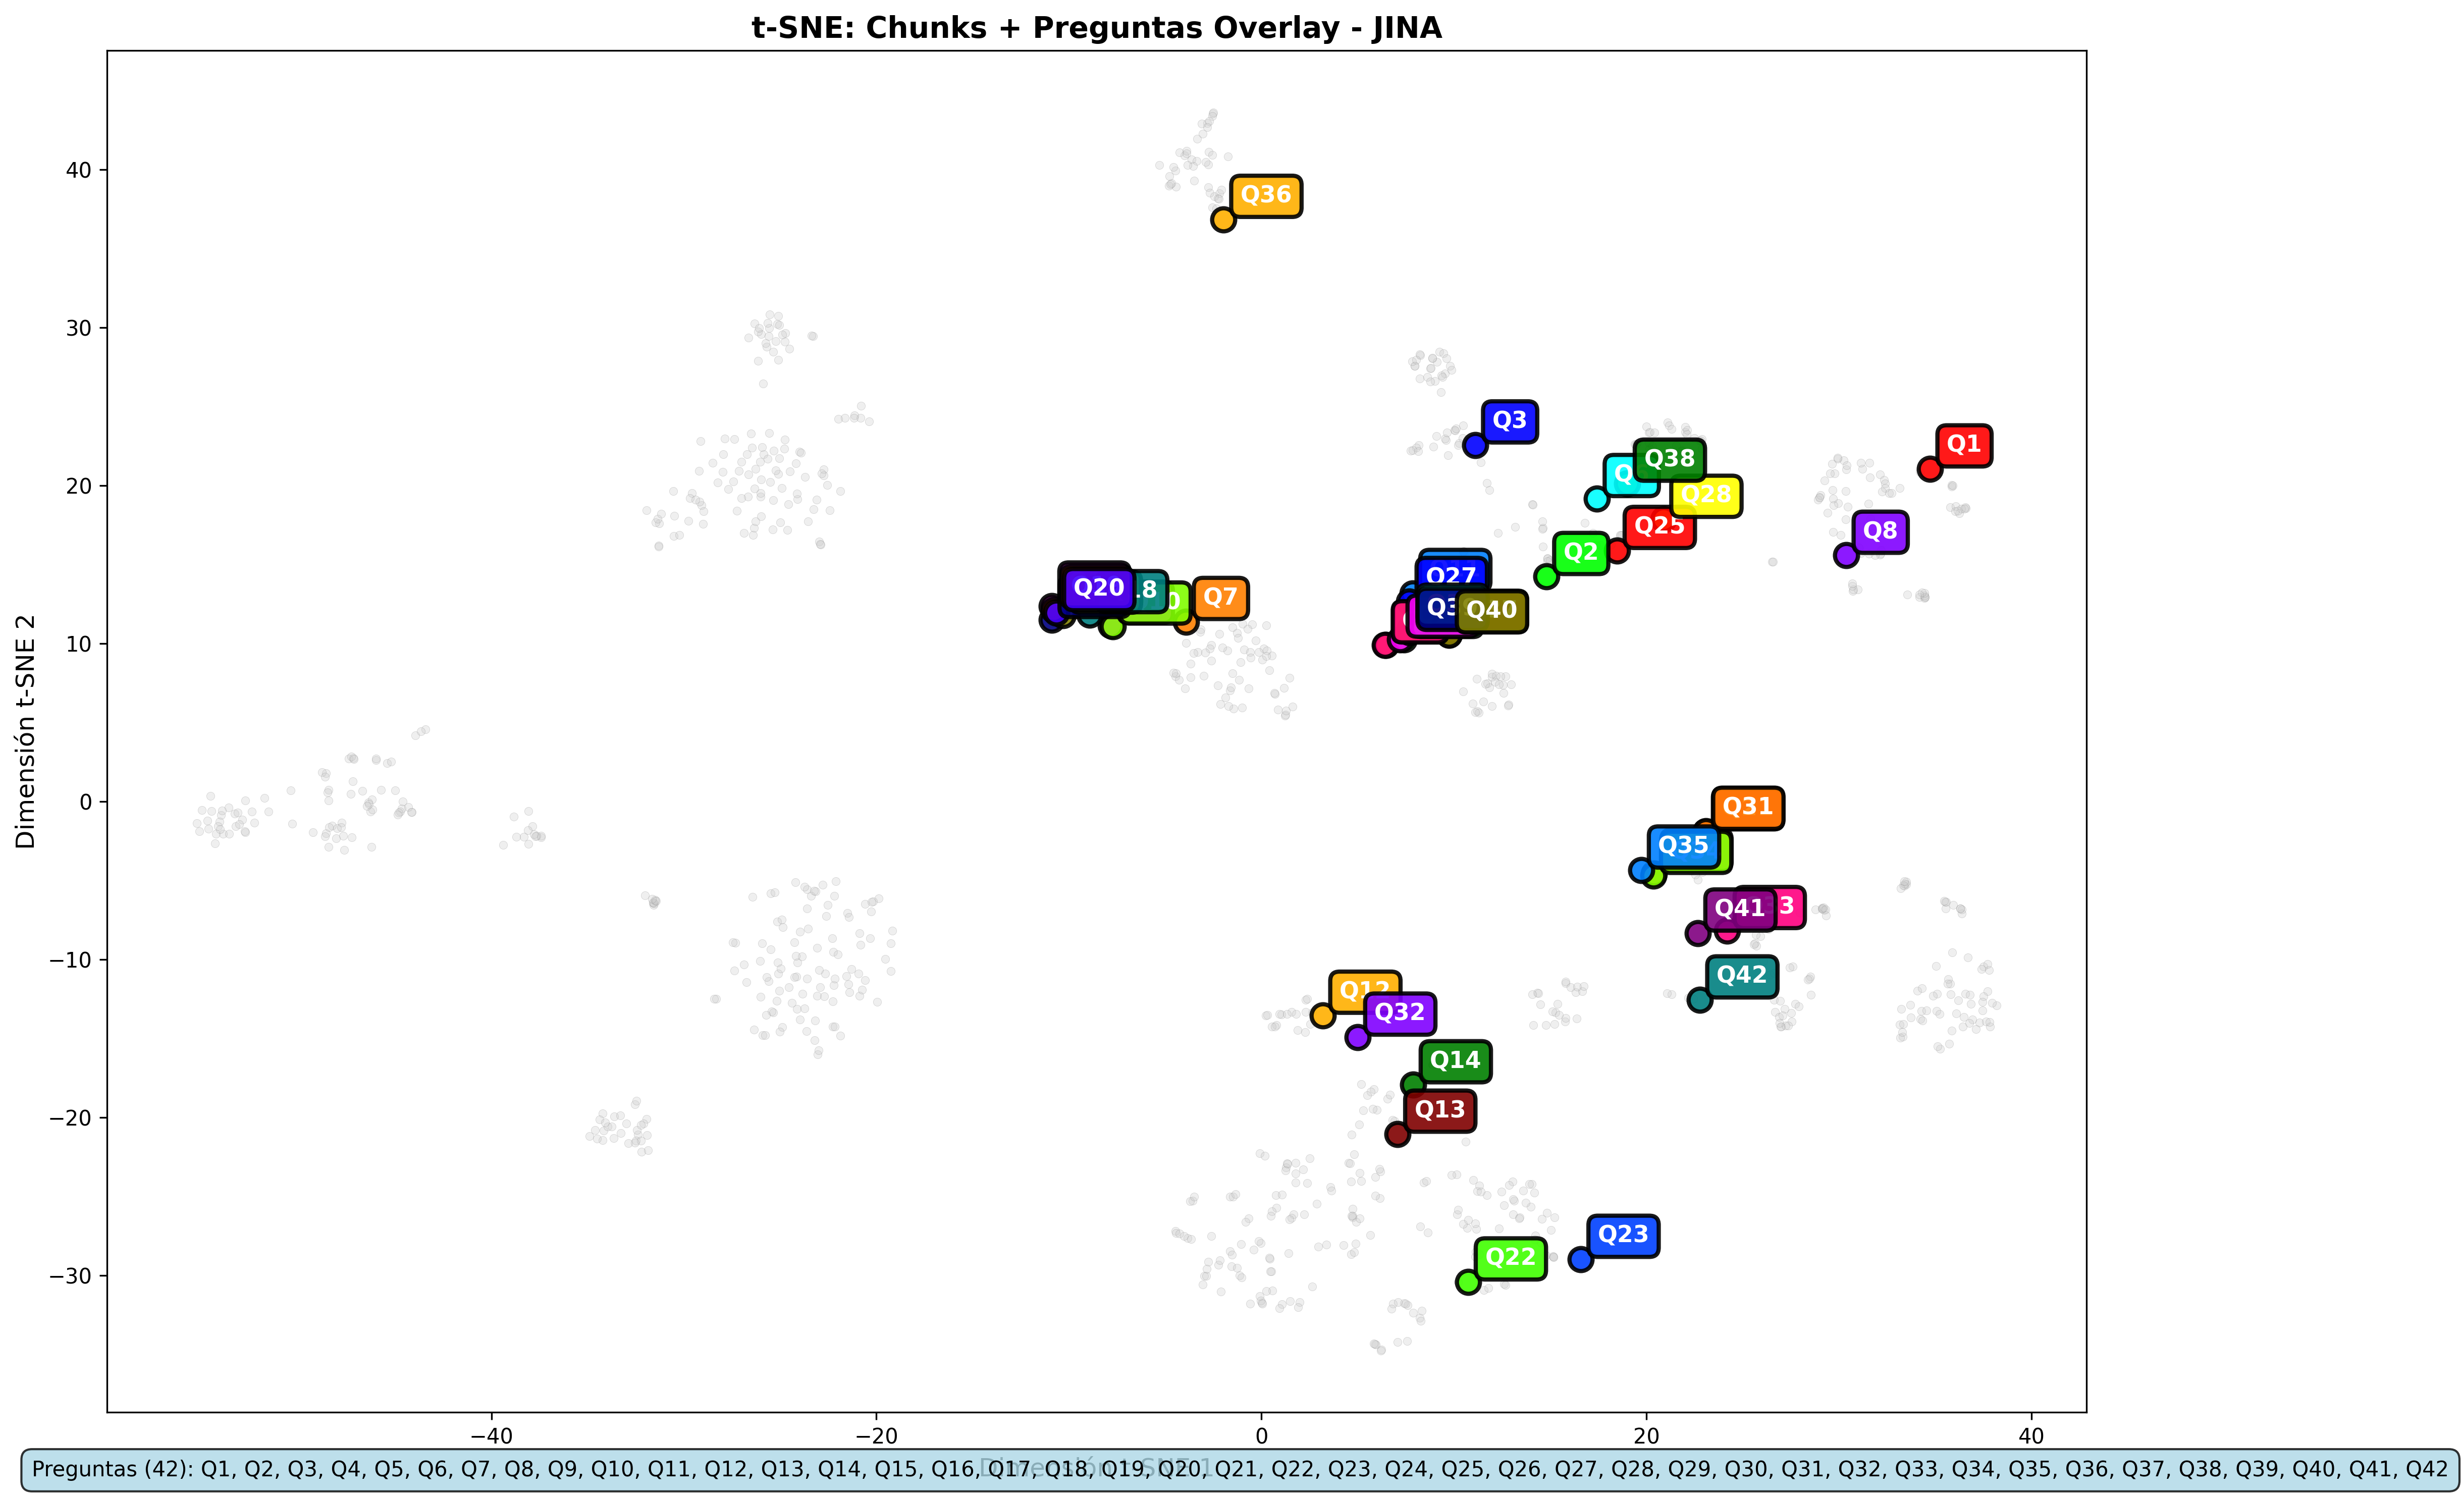 t-SNE: Chunks + Preguntas Overlay - JINA
Dimensión t-SNE 2
40
30
20
10
0
−10
−20
−30
Q36
Q3
Q38
Q28
Q1
Q25
Q2
Q8
Q27
Q20
Q7
Q40
Q31
Q35
Q41
Q42
Q12
Q32
Q14
Q13
Q23
Q22
−40
−20
0
20
40
Dimensión t-SNE 1
Preguntas (42): Q1, Q2, Q3, Q4, Q5, Q6, Q7, Q8, Q9, Q10, Q11, Q12, Q13, Q14, Q15, Q16, Q17, Q18, Q19, Q20, Q21, Q22, Q23, Q24, Q25, Q26, Q27, Q28, Q29, Q30, Q31, Q32, Q33, Q34, Q35, Q36, Q37, Q38, Q39, Q40, Q41, Q42